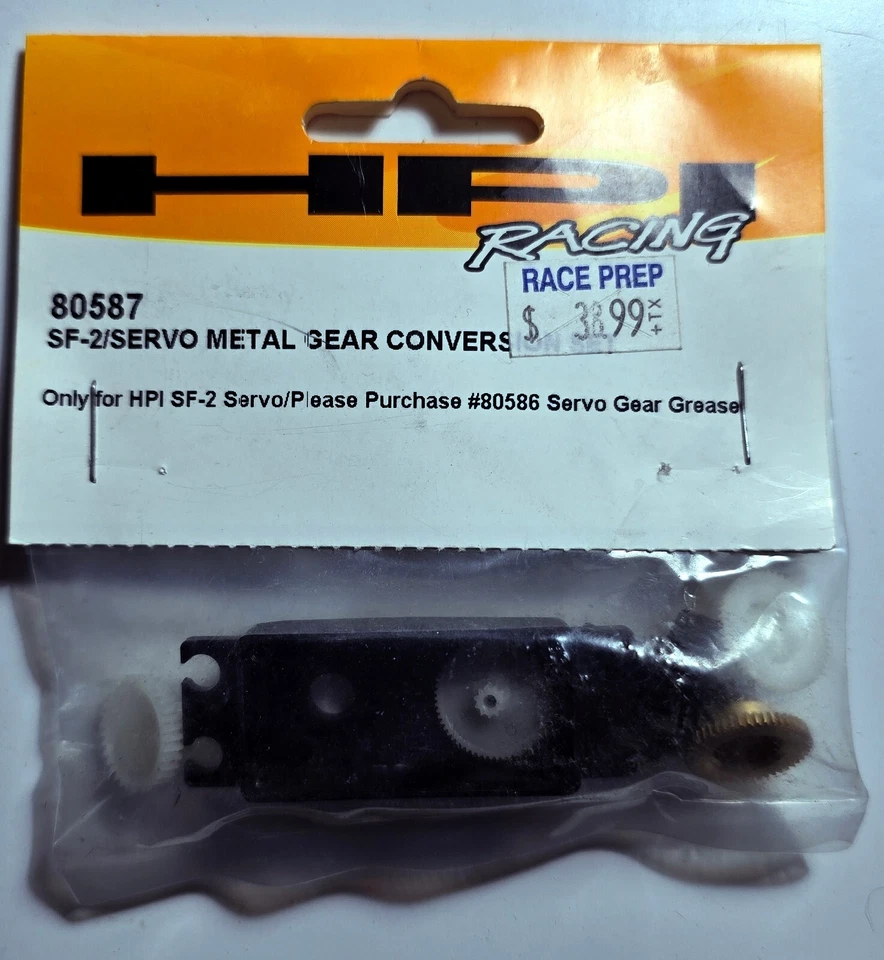 HPI
RACING
RACE PREP
$ 38.99 +TX
80587
SF-2/SERVO METAL GEAR CONVERSION
Only for HPI SF-2 Servo/Please Purchase #80586 Servo Gear Grease